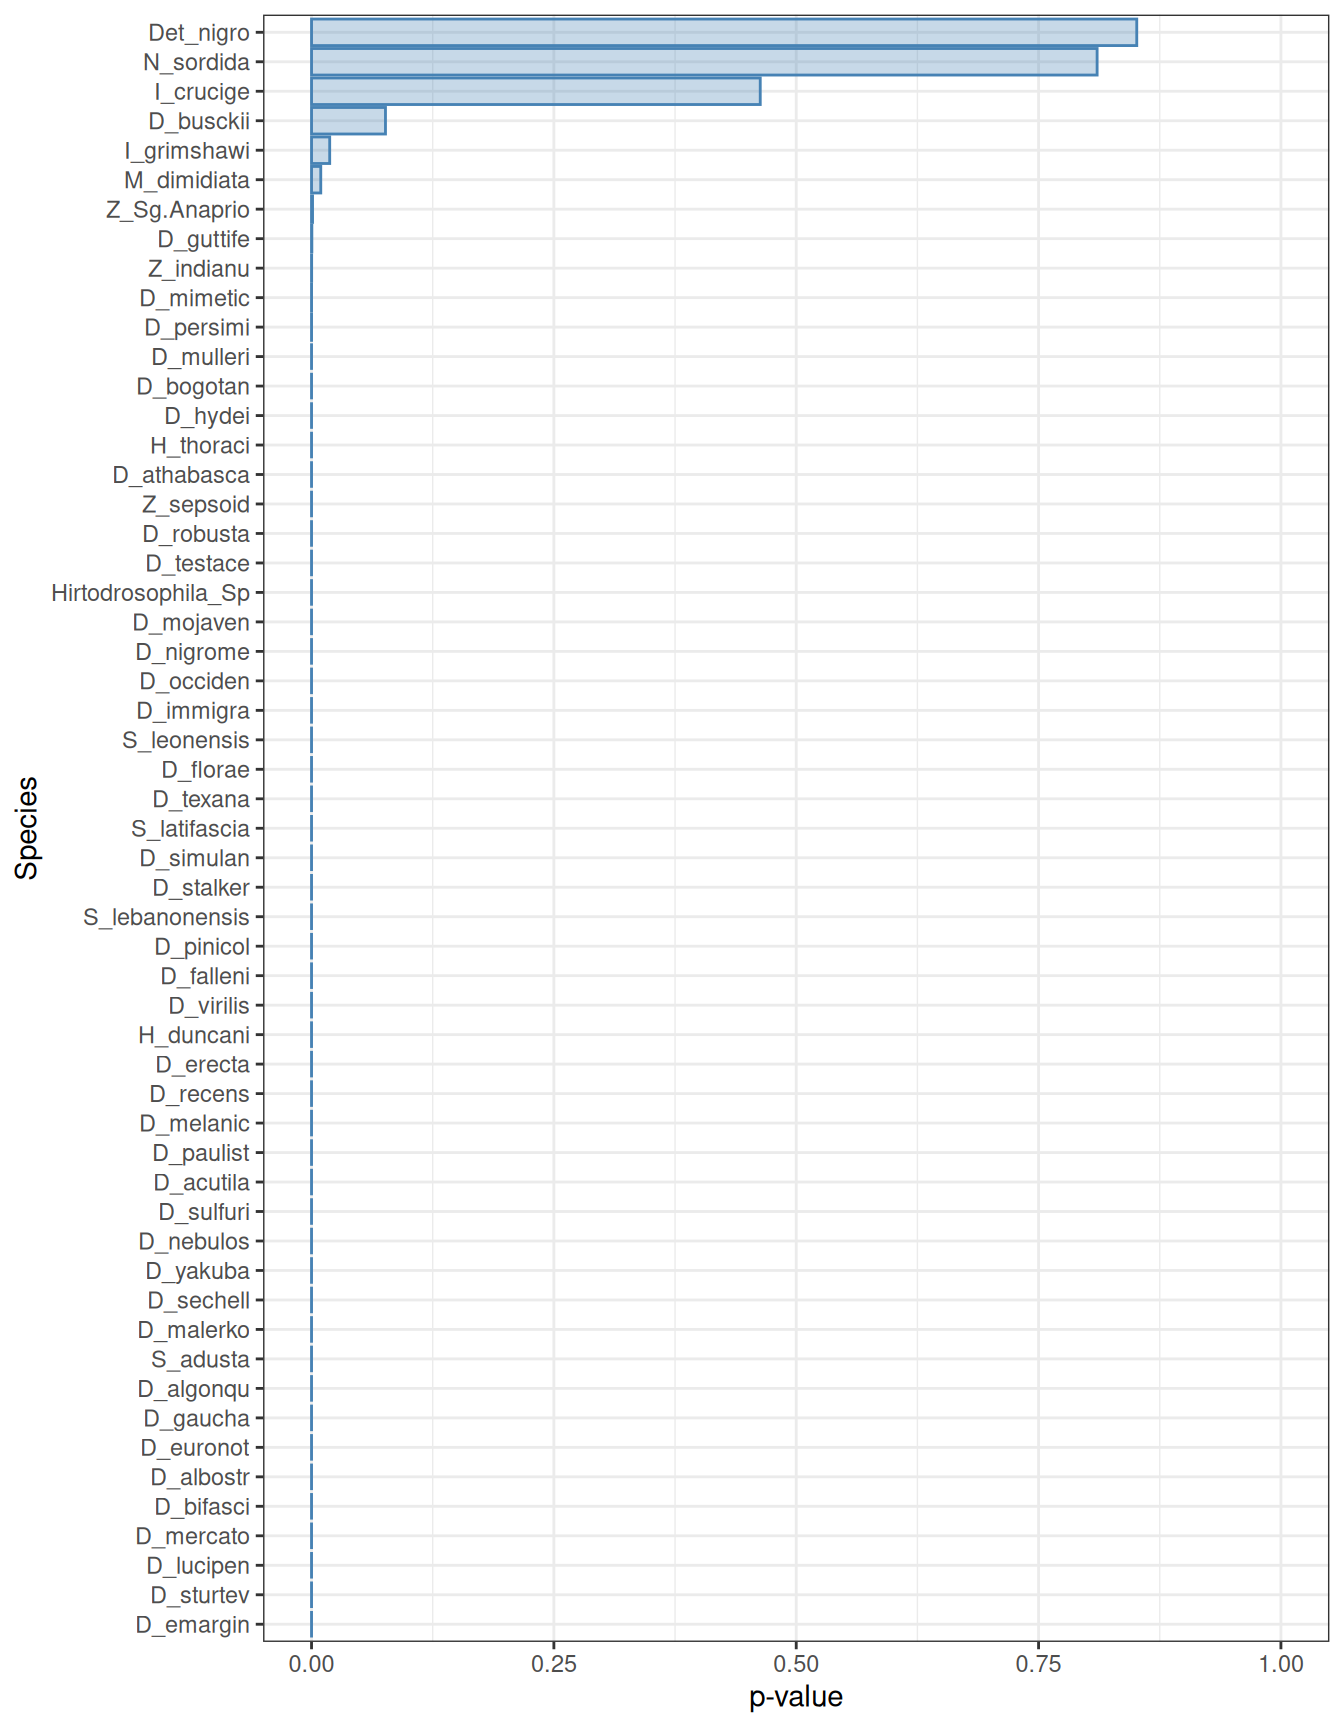 Det_nigro
N_sordida
I_crucige
D_busckii
I_grimshawi
M_dimidiata
Z_Sg.Anaprio
D_guttife
Z_indianu
D_mimetic
D_persimi
D_mulleri
D_bogotan
D_hydei
H_thoraci
D_athabasca
Z_sepsoid
D_robusta
D_testace
Hirtodrosophila_Sp
D_mojaven
D_nigrome
D_occiden
D_immigra
S_leonensis
D_florae
D_texana
S_latifascia
D_simulan
D_stalker
S_lebanonensis
D_pinicol
D_falleni
D_virilis
H_duncani
D_erecta
D_recens
D_melanic
D_paulist
D_acutila
D_sulfuri
D_nebulos
D_yakuba
D_sechell
D_malerko
S_adusta
D_algonqu
D_gaucha
D_euronot
D_albostr
D_bifasci
D_mercato
D_lucipen
D_sturtev
D_emargin
Species
0.00 0.25 0.50 0.75 1.00
p-value